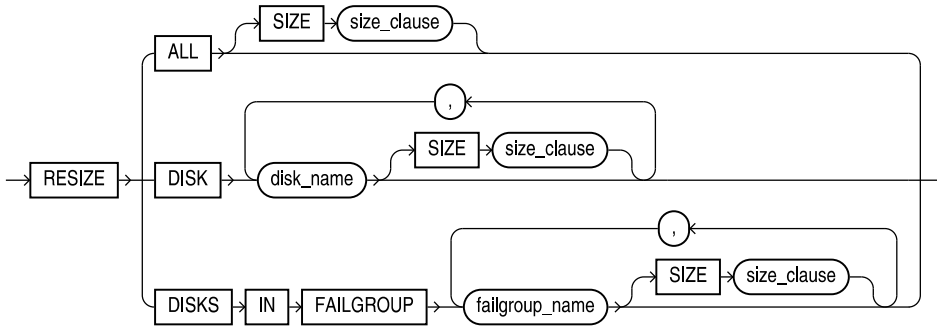 SIZE size_clause
ALL
,
SIZE size_clause
RESIZE DISK disk_name
,
SIZE size_clause
DISKS IN FAILGROUP failgroup_name